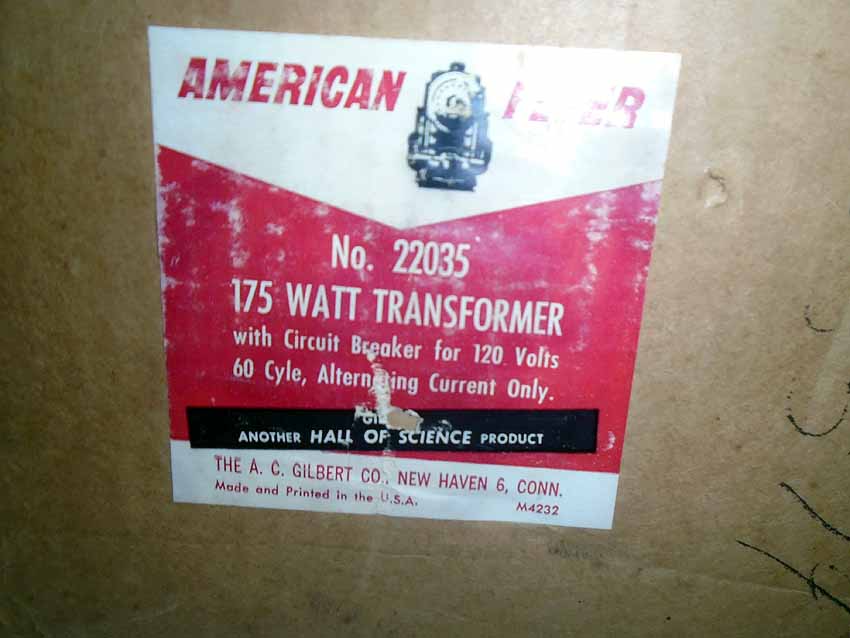 AMERICAN
No. 22035
175 WATT TRANSFORMER
with Circuit Breaker for 120 Volts
60 Cyle, Alternating Current Only.
ANOTHER HALL OF SCIENCE PRODUCT
THE A. C. GILBERT CO., NEW HAVEN 6, CONN.
Made and Printed in the U.S.A.
M4232